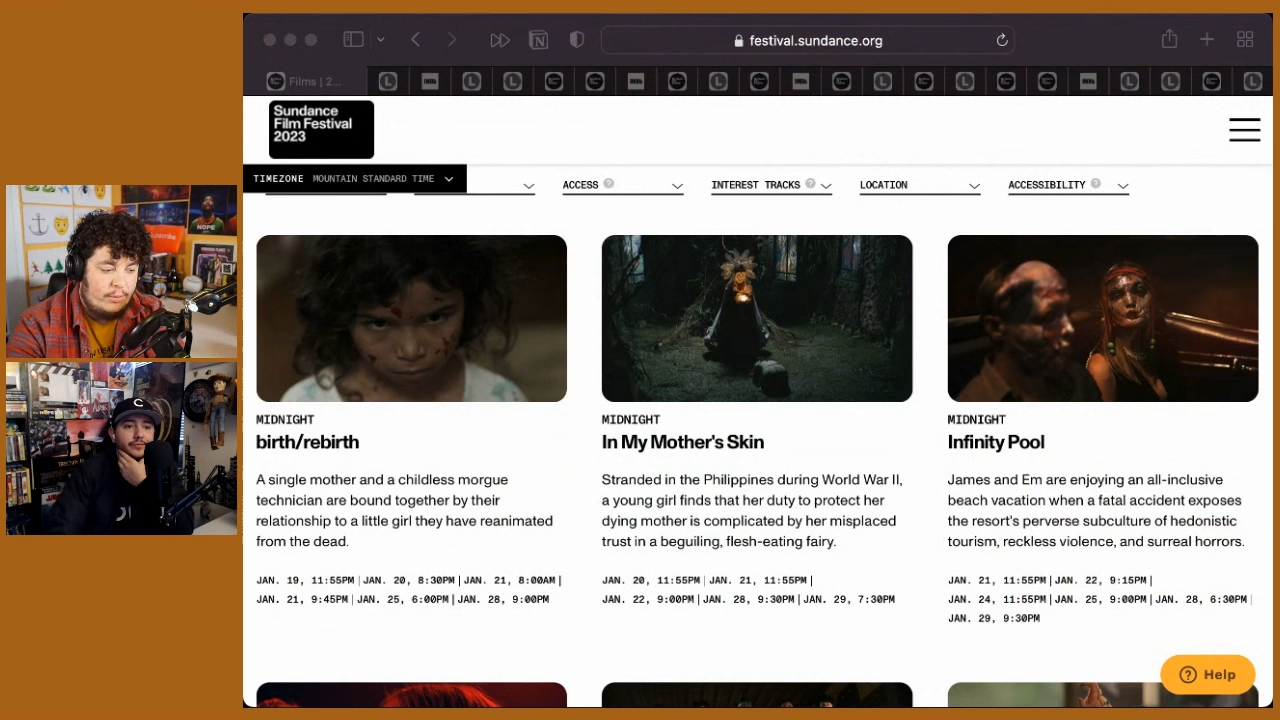 festival.sundance.org
Films | 2...
Sundance
Film Festival
2023
TIMEZONE MOUNTAIN STANDARD TIME
ACCESS ?
INTEREST TRACKS ?
LOCATION
ACCESSIBILITY ?
NOPE
MIDNIGHT
birth/rebirth
A single mother and a childless morgue
technician are bound together by their
relationship to a little girl they have reanimated
from the dead.
JAN. 19, 11:55PM | JAN. 20, 8:30PM | JAN. 21, 8:00AM |
JAN. 21, 9:45PM | JAN. 25, 6:00PM | JAN. 28, 9:00PM
MIDNIGHT
In My Mother's Skin
Stranded in the Philippines during World War II,
a young girl finds that her duty to protect her
dying mother is complicated by her misplaced
trust in a beguiling, flesh-eating fairy.
JAN. 20, 11:55PM | JAN. 21, 11:55PM |
JAN. 22, 9:00PM | JAN. 28, 9:30PM | JAN. 29, 7:30PM
MIDNIGHT
Infinity Pool
James and Em are enjoying an all-inclusive
beach vacation when a fatal accident exposes
the resort's perverse subculture of hedonistic
tourism, reckless violence, and surreal horrors.
JAN. 21, 11:55PM | JAN. 22, 9:15PM |
JAN. 24, 11:55PM | JAN. 25, 9:00PM | JAN. 28, 6:30PM |
JAN. 29, 9:30PM
? Help